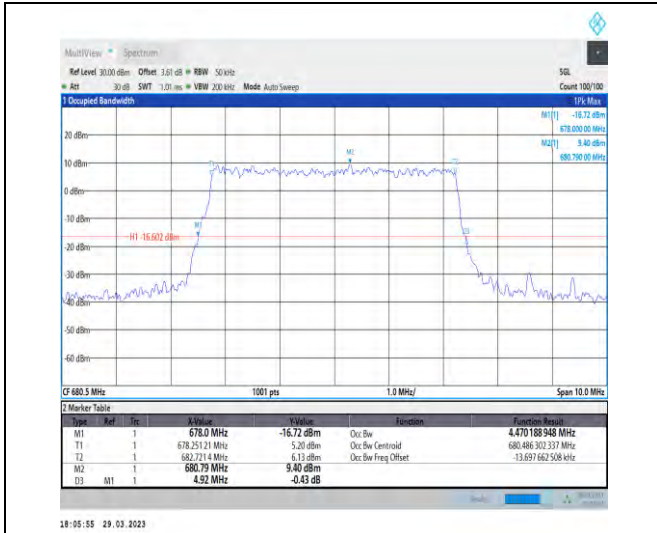 MultiView Spectrum
Ref Level 30.00 dBm Offset 3.61 dB RBW 50 kHz SGL
Att 30 dB SWT 1.01 ms VBW 200 kHz Mode Auto Sweep Count 100/100
1 Occupied Bandwidth 1Pk Max
M1[1] -16.72 dBm
678.000 00 MHz
M2[1] 9.40 dBm
680.790 00 MHz
20 dBm
M2
10 dBm
T1
0 dBm
-10 dBm
M1
H1 -16.602 dBm
D3
-20 dBm
-30 dBm
-40 dBm
-50 dBm
-60 dBm
CF 680.5 MHz 1001 pts 1.0 MHz/ Span 10.0 MHz
2 Marker Table
Type Ref Trc X-Value Y-Value Function Function Result
M1 1 678.0 MHz -16.72 dBm Occ Bw 4.470 188 948 MHz
T1 1 678.251 21 MHz 5.20 dBm Occ Bw Centroid 680.486 302 337 MHz
T2 1 682.721 4 MHz 6.13 dBm Occ Bw Freq Offset -13.697 662 508 kHz
M2 1 680.79 MHz 9.40 dBm
D3 M1 1 4.92 MHz -0.43 dB
18:05:55 29.03.2023